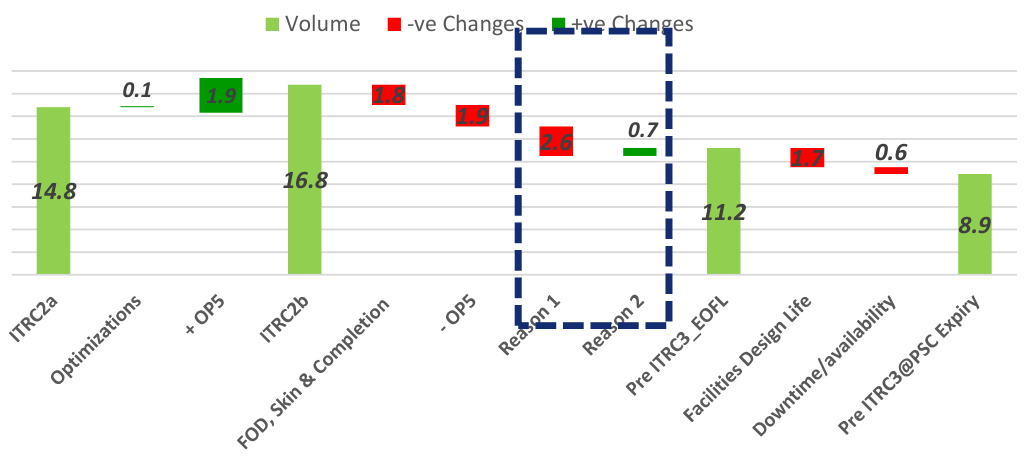 Volume -ve Changes +ve Changes
0.1
1.9
1.8
1.9
2.6
0.7
1.7
0.6
14.8
16.8
11.2
8.9
ITRC2a
Optimizations
+ OP5
ITRC2b
FOD, Skin & Completion
- OP5
Reason 1
Reason 2
Pre ITRC3_EOFL
Facilities Design Life
Downtime/availability
Pre ITRC3@PSC Expiry